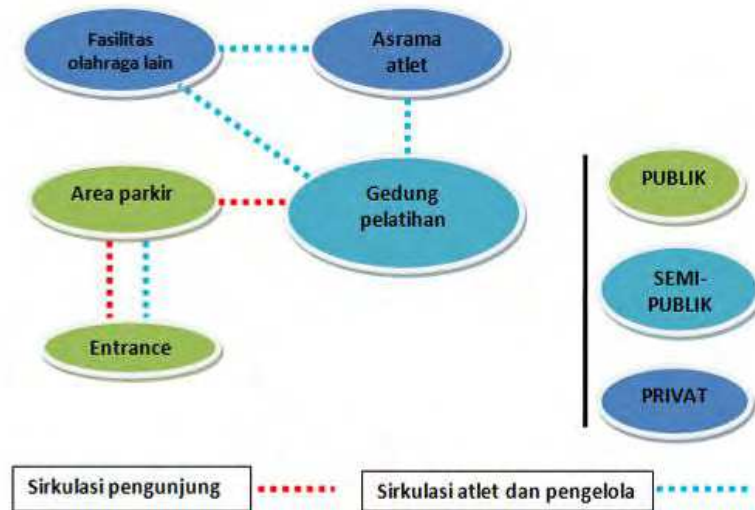 Fasilitas
olahraga lain
Asrama
atlet
Area parkir
Gedung
pelatihan
Entrance
PUBLIK
SEMI-
PUBLIK
PRIVAT
Sirkulasi pengunjung
Sirkulasi atlet dan pengelola